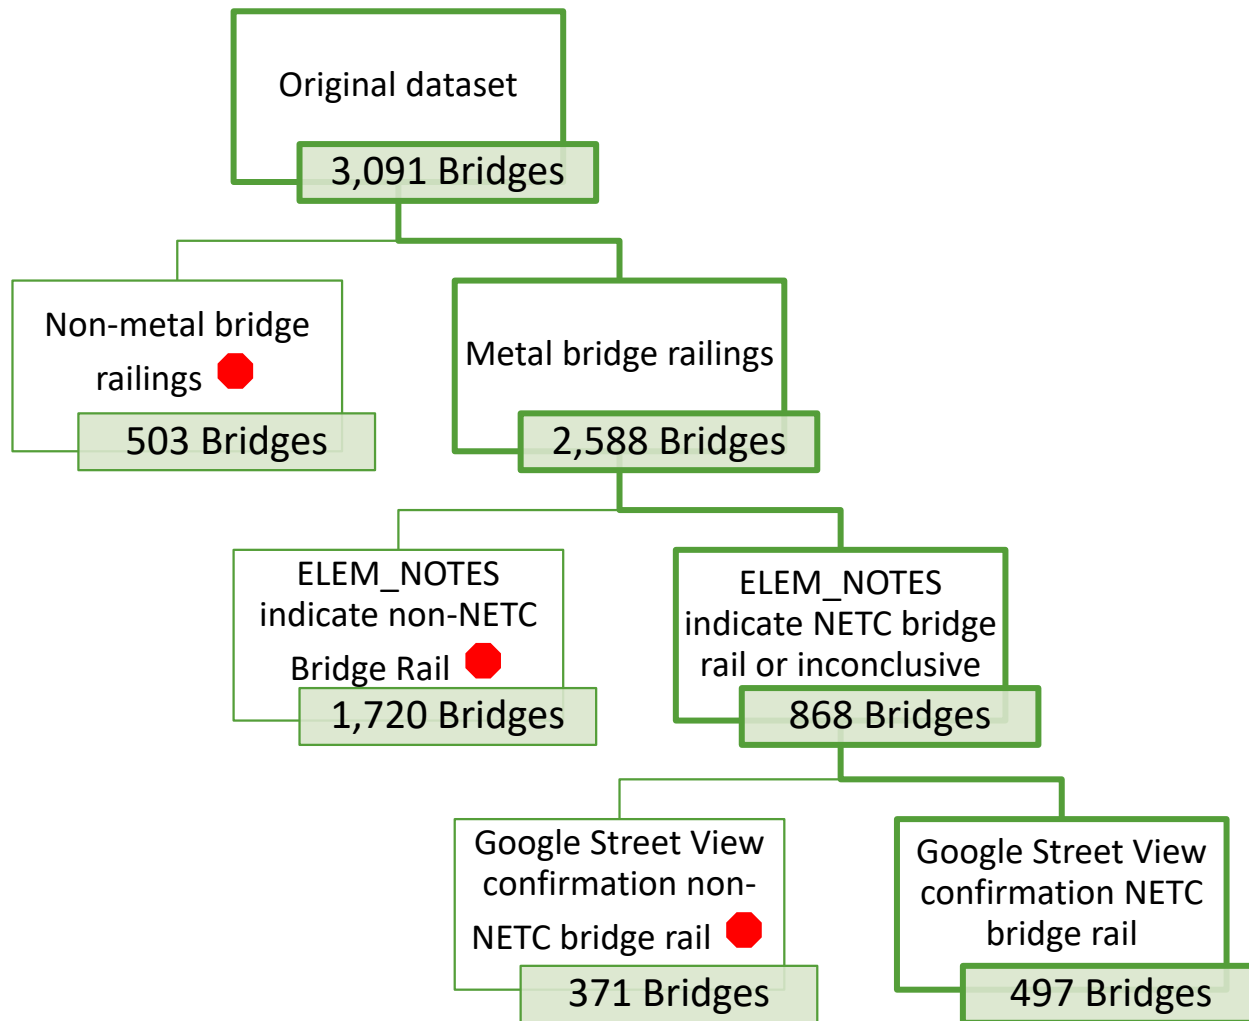 Original dataset
3,091 Bridges
Non-metal bridge
railings
503 Bridges
Metal bridge railings
2,588 Bridges
ELEM_NOTES
indicate non-NETC
Bridge Rail
1,720 Bridges
ELEM_NOTES
indicate NETC bridge
rail or inconclusive
868 Bridges
Google Street View
confirmation non-
NETC bridge rail
371 Bridges
Google Street View
confirmation NETC
bridge rail
497 Bridges